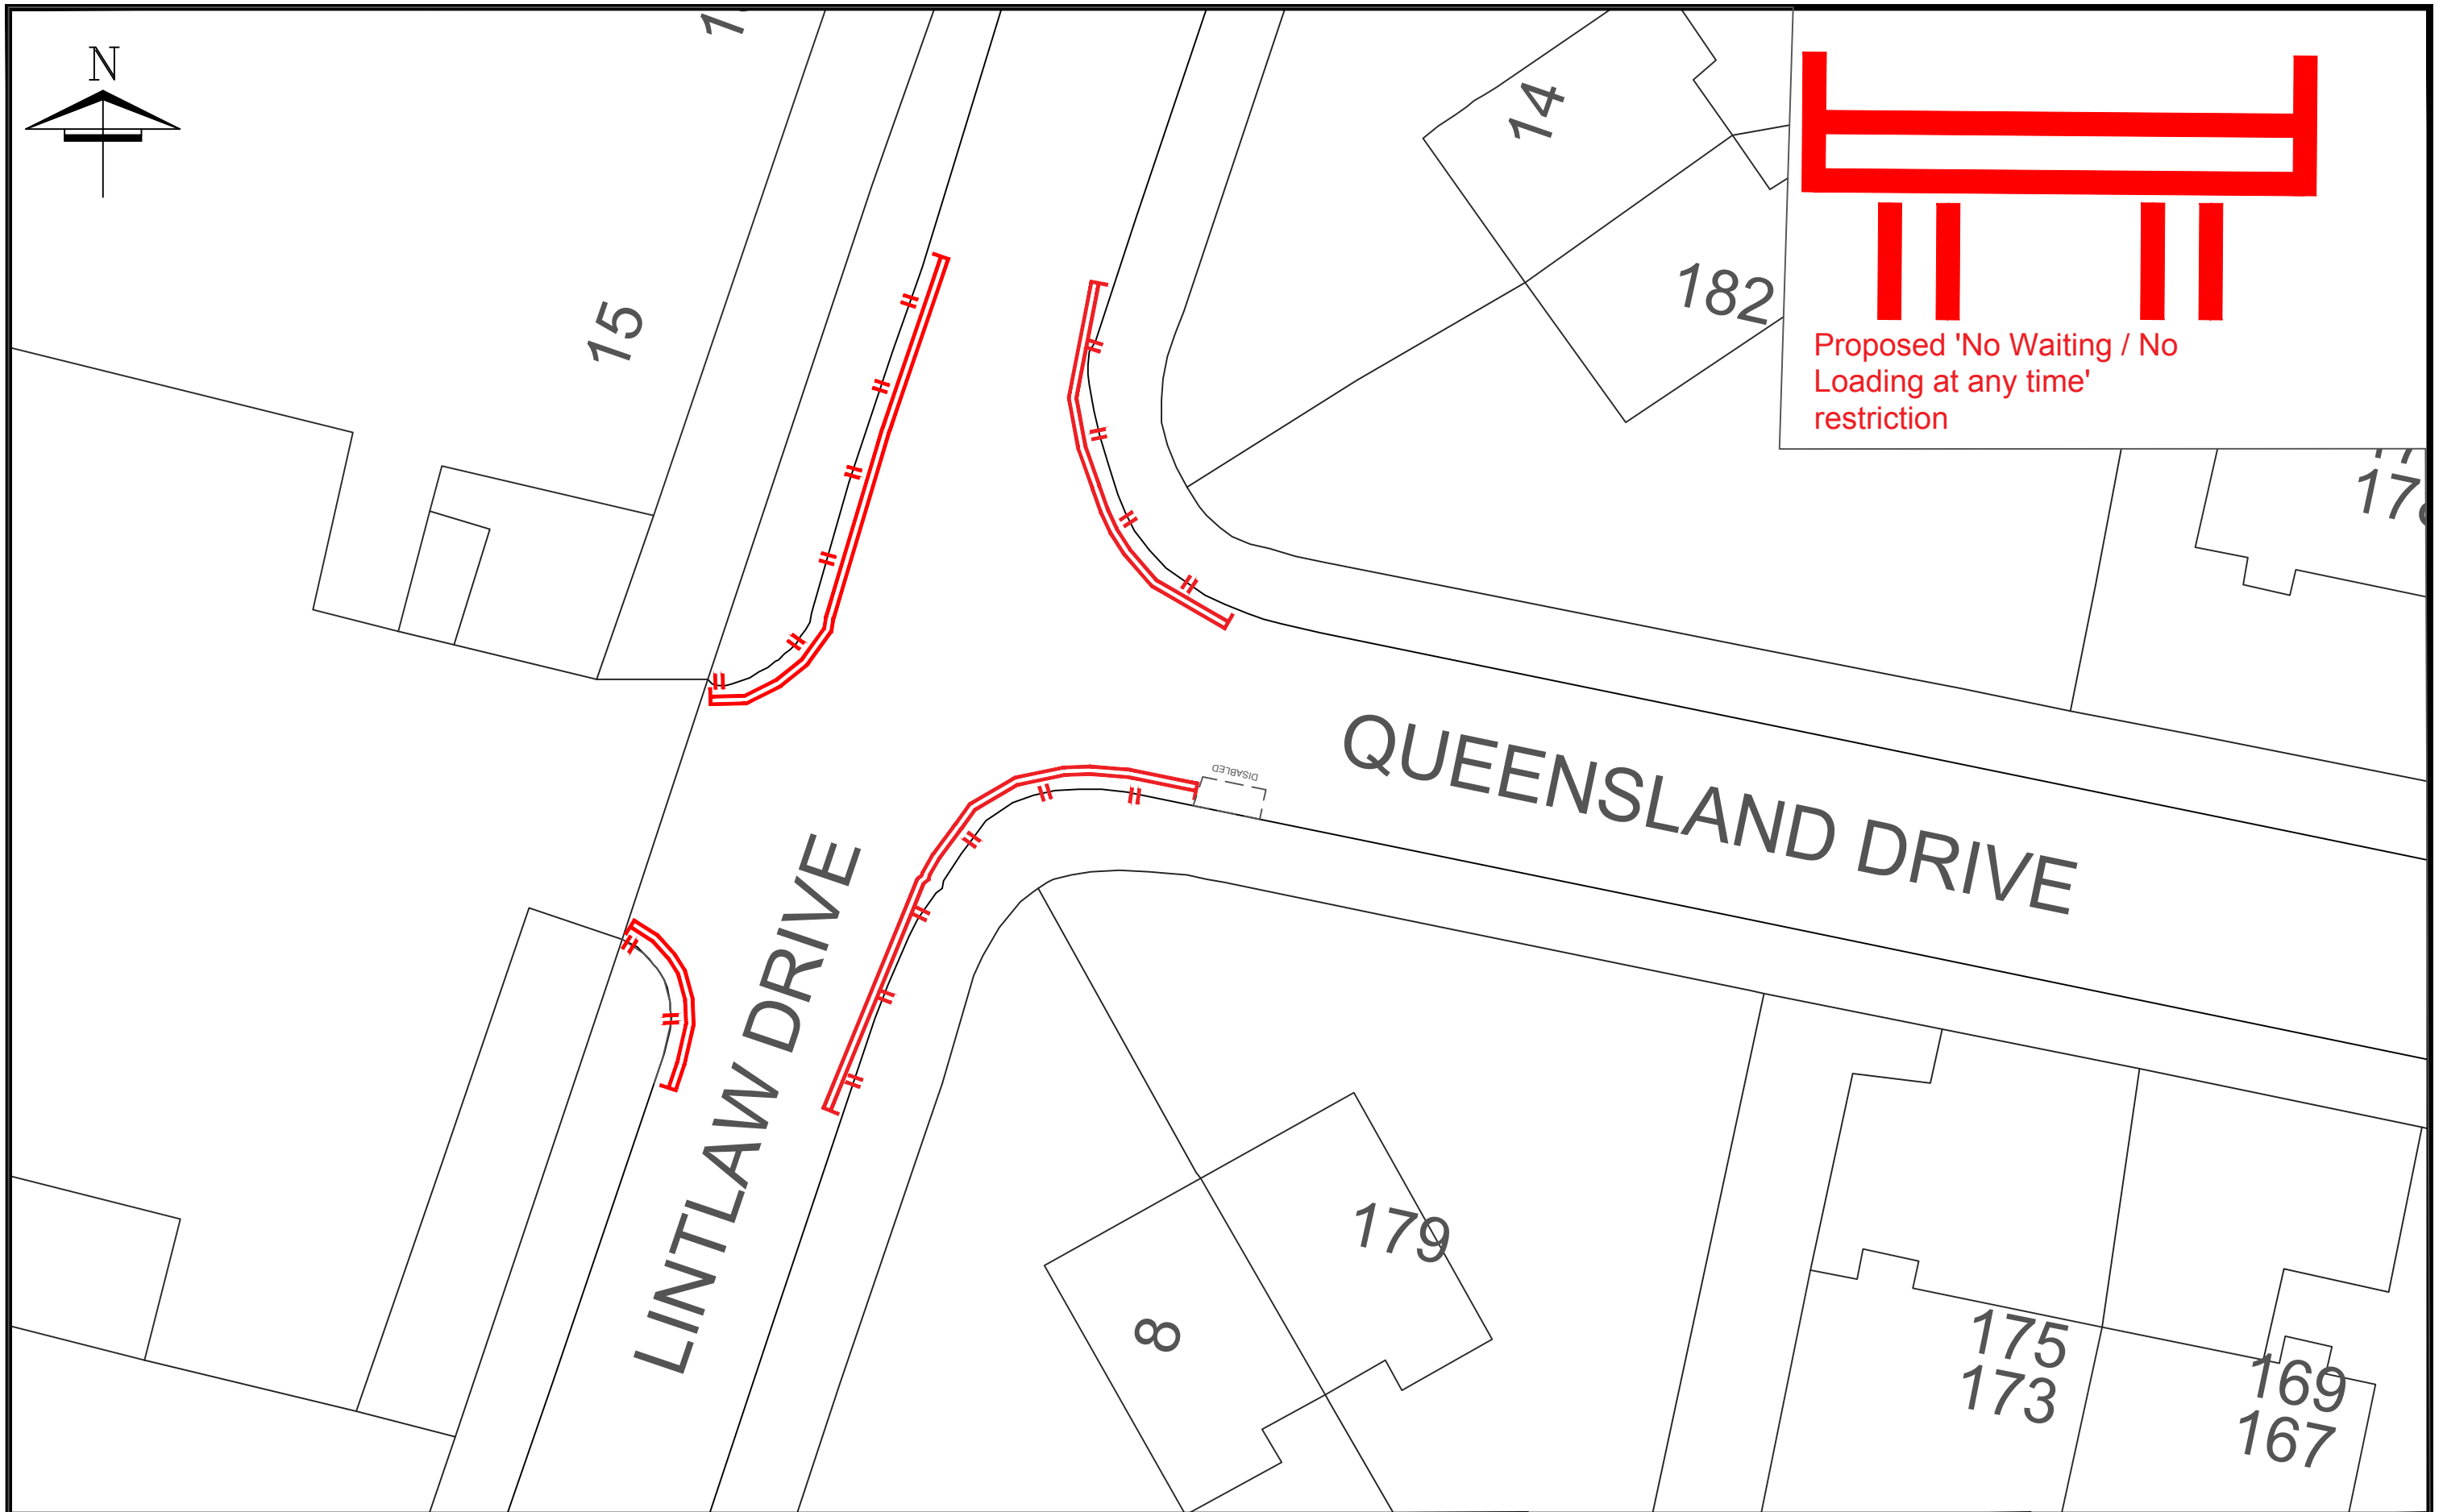 N
15
14
182
Proposed 'No Waiting / No
Loading at any time'
restriction
DISABLED
QUEENSLAND DRIVE
LINTLAW DRIVE
179
8
175
173
169
167